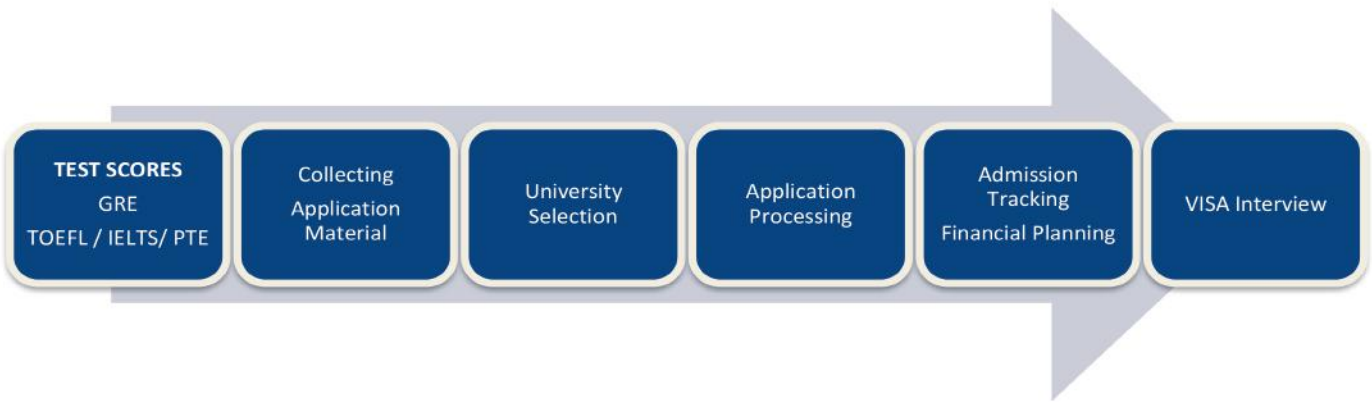 TEST SCORES
GRE
TOEFL / IELTS/ PTE
Collecting
Application
Material
University
Selection
Application
Processing
Admission
Tracking
Financial Planning
VISA Interview